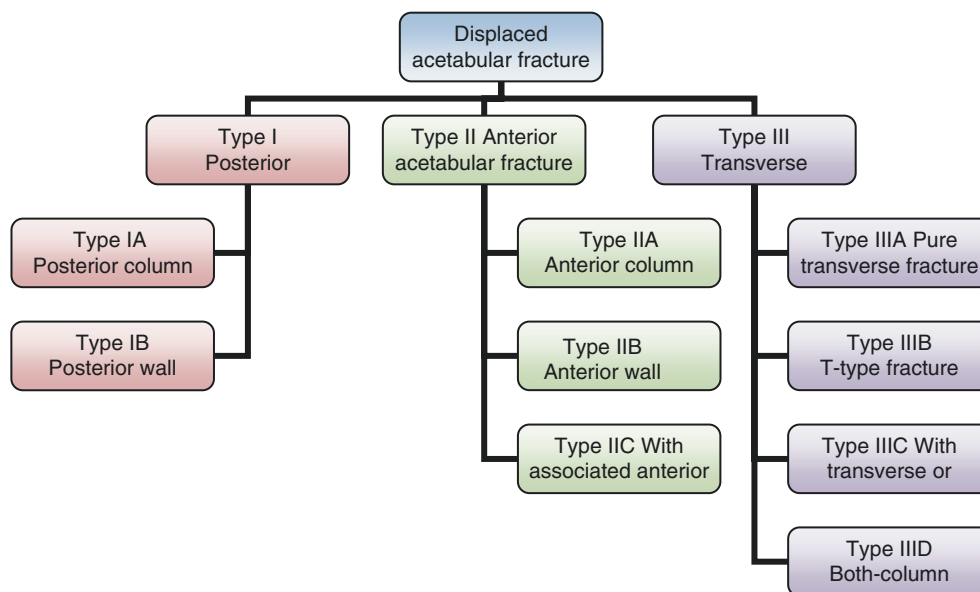 Displaced
acetabular fracture
Type I
Posterior
Type II Anterior
acetabular fracture
Type III
Transverse
Type IA
Posterior column
Type IB
Posterior wall
Type IIA
Anterior column
Type IIB
Anterior wall
Type IIC With
associated anterior
Type IIIA Pure
transverse fracture
Type IIIB
T-type fracture
Type IIIC With
transverse or
Type IIID
Both-column